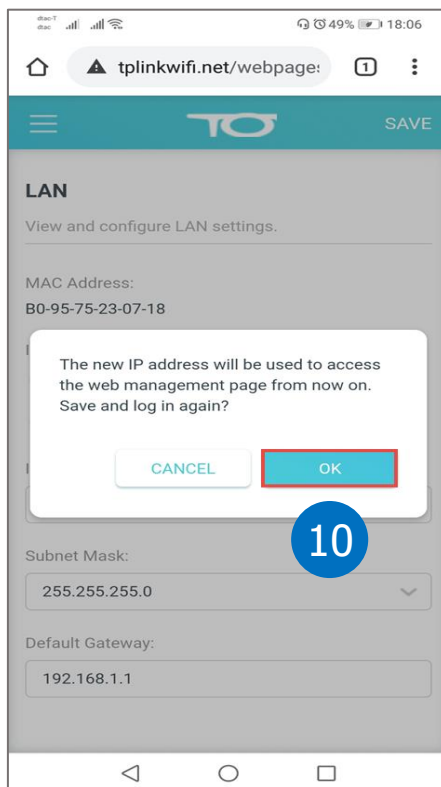 dtac-T
dtac
49%
18:06
tplinkwifi.net/webpage:
1
SAVE
LAN
View and configure LAN settings.
MAC Address:
B0-95-75-23-07-18
The new IP address will be used to access
the web management page from now on.
Save and log in again?
CANCEL
OK
10
Subnet Mask:
255.255.255.0
Default Gateway:
192.168.1.1